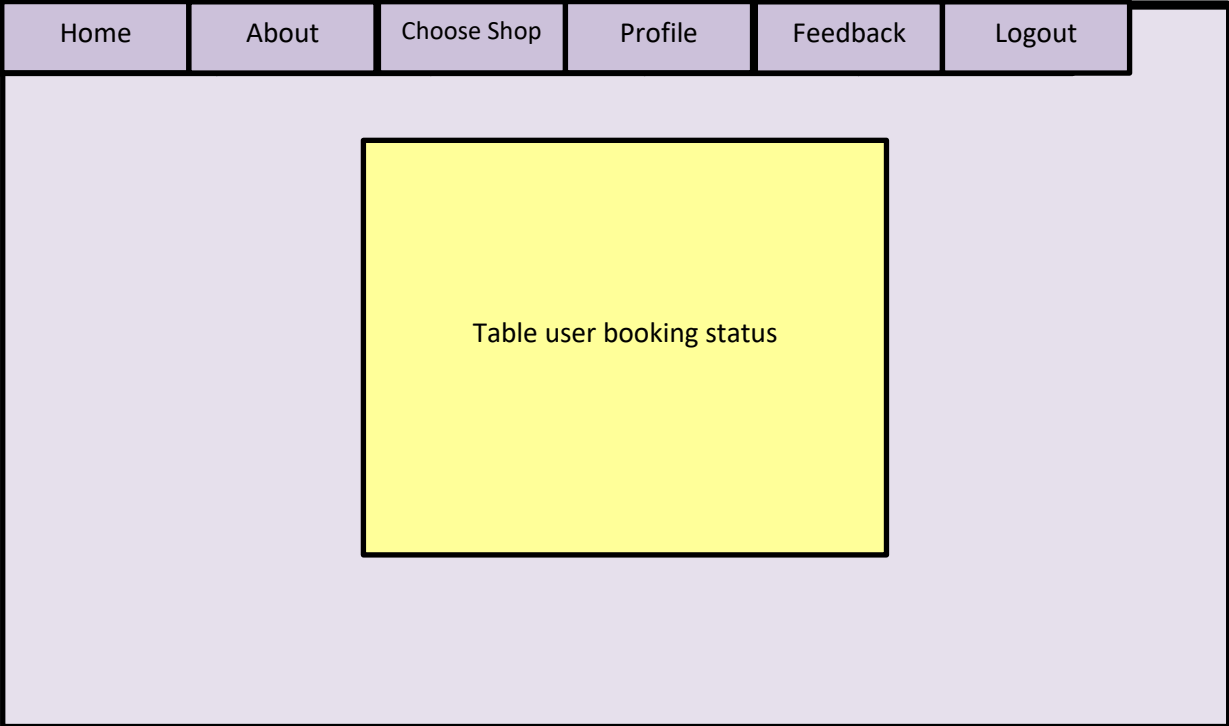 Home
About
Choose Shop
Profile
Feedback
Logout
Table user booking status